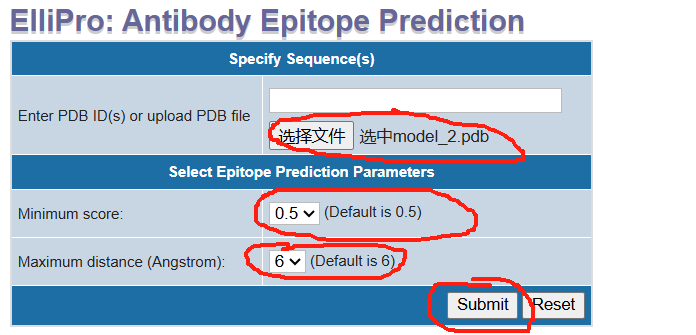 ElliPro: Antibody Epitope Prediction
Specify Sequence(s)
Enter PDB ID(s) or upload PDB file
选择文件 选中model_2.pdb
Select Epitope Prediction Parameters
Minimum score: 0.5 (Default is 0.5)
Maximum distance (Angstrom): 6 (Default is 6)
Submit Reset